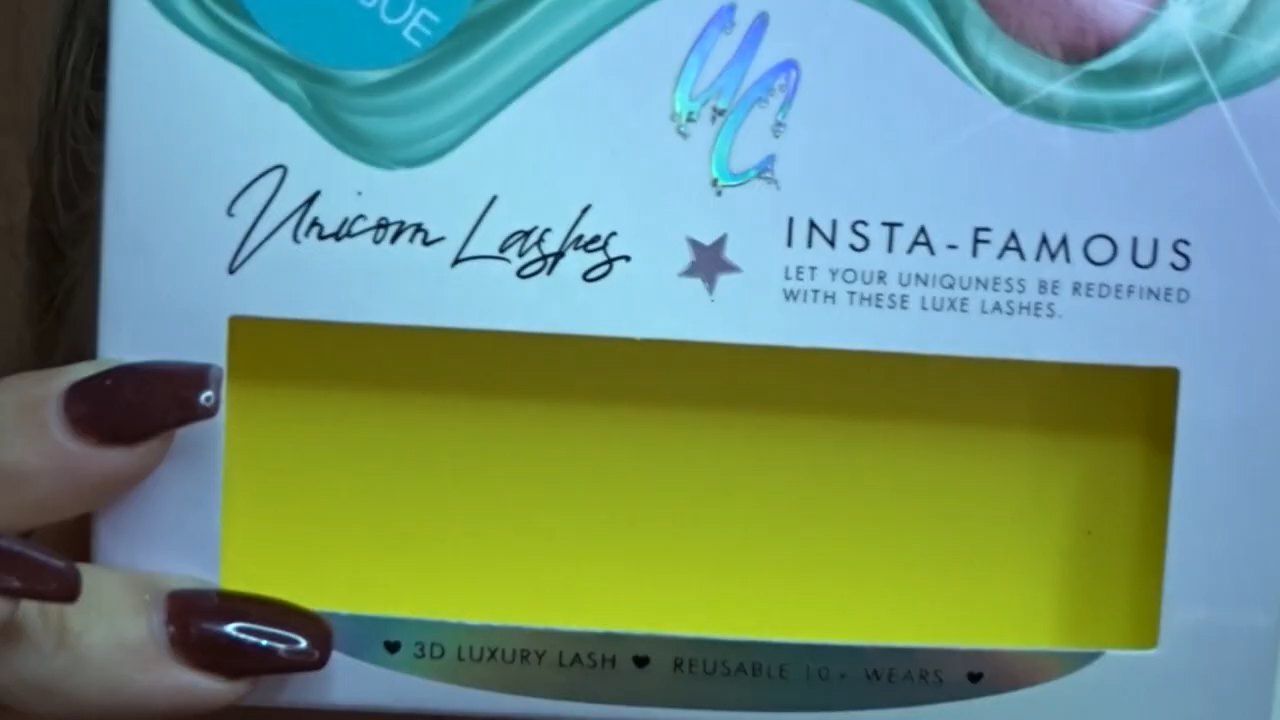 UC
Unicorn Lashes
INSTA-FAMOUS
LET YOUR UNIQUNESS BE REDEFINED
WITH THESE LUXE LASHES.
3D LUXURY LASH REUSABLE 10+ WEARS